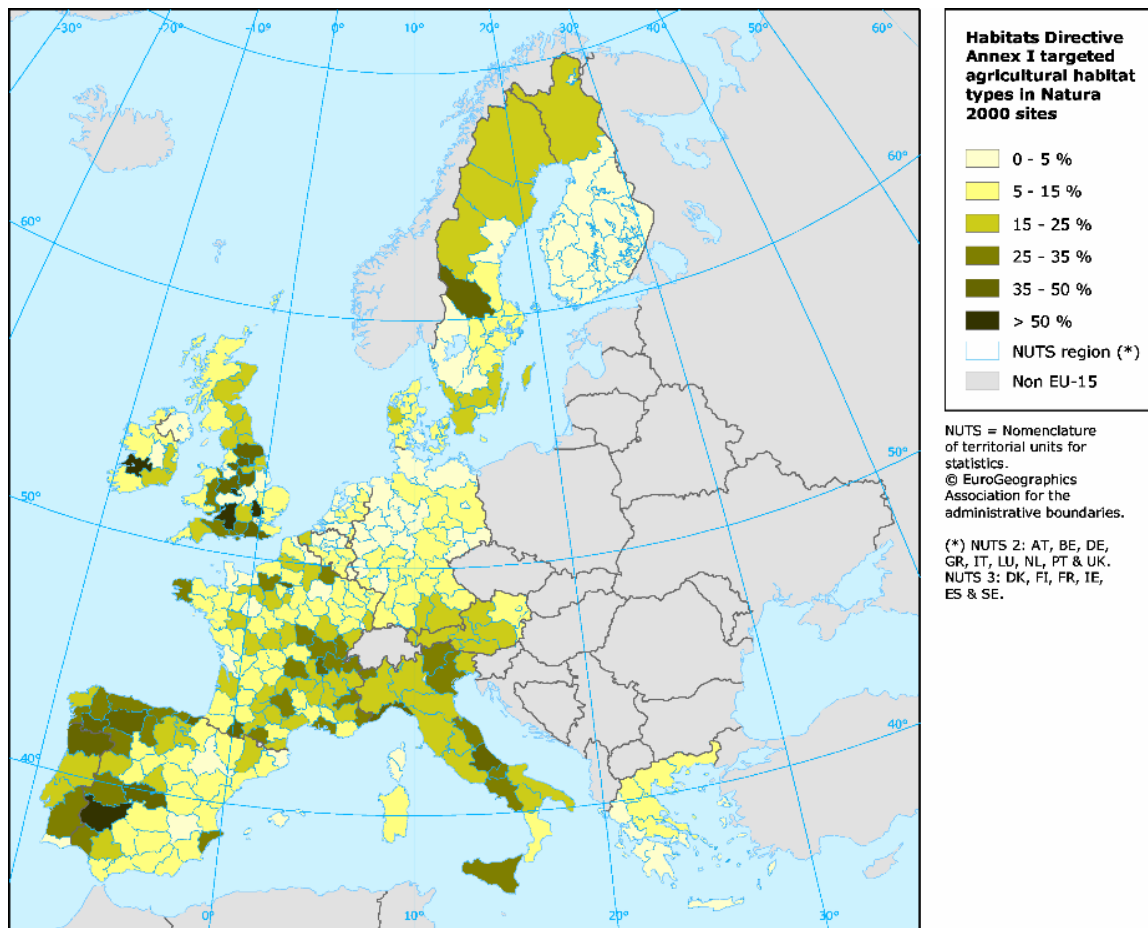 -30°
-20°
-10°
0°
10°
20°
30°
60°
60°
60°
50°
50°
40°
40°
0°
10°
20°
30°
Habitats Directive
Annex I targeted
agricultural habitat
types in Natura
2000 sites
0 - 5 %
5 - 15 %
15 - 25 %
25 - 35 %
35 - 50 %
> 50 %
NUTS region (*)
Non EU-15
NUTS = Nomenclature
of territorial units for
statistics.
© EuroGeographics
Association for the
administrative boundaries.
(*) NUTS 2: AT, BE, DE,
GR, IT, LU, NL, PT & UK.
NUTS 3: DK, FI, FR, IE,
ES & SE.